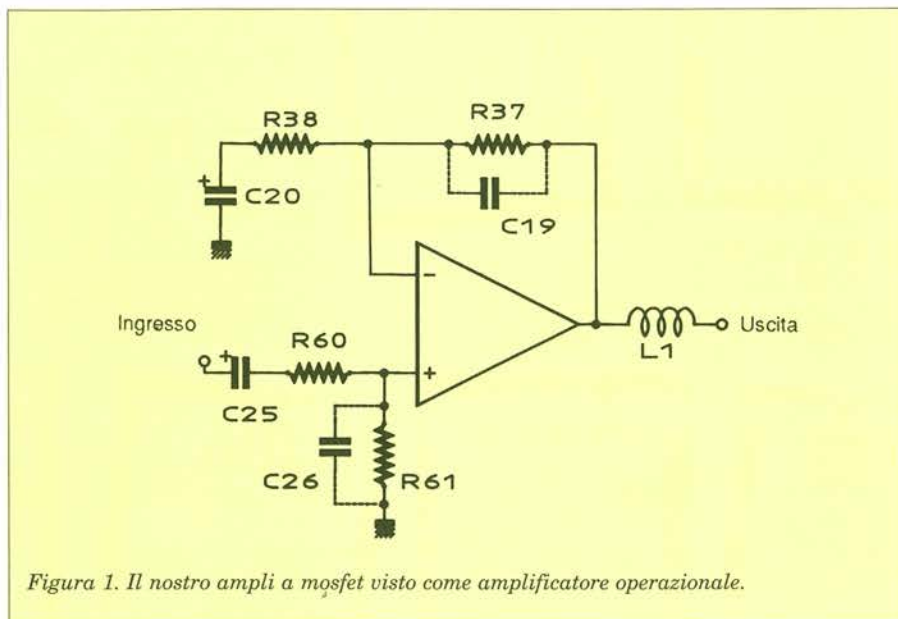 R38
R37
+
C20
C19
-
Ingresso
R60
+
+
Uscita
L1
C25
C26
R61
Figura 1. Il nostro ampli a mosfet visto come amplificatore operazionale.